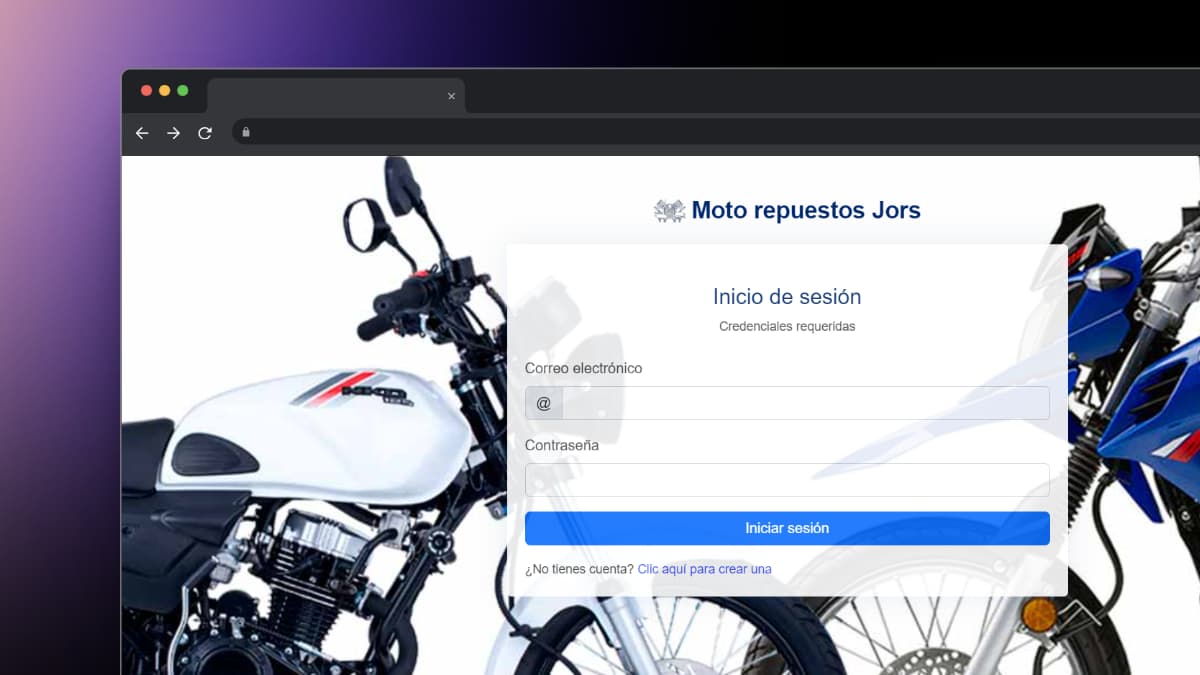 Moto repuestos Jors
Inicio de sesión
Credenciales requeridas
Correo electrónico
@
Contraseña
Iniciar sesión
¿No tienes cuenta? Clic aquí para crear una